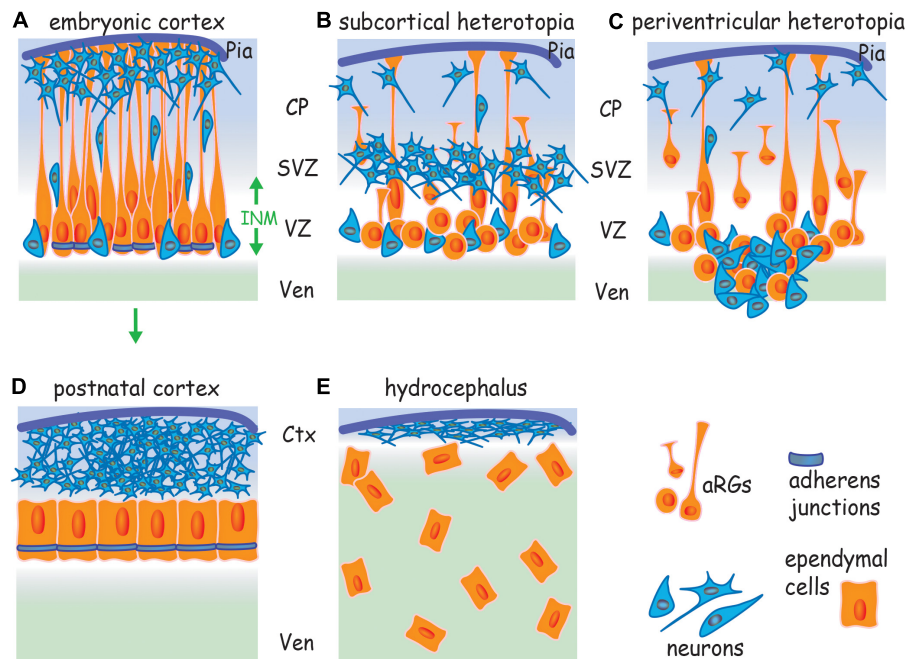 A embryonic cortex
Pia
CP
SVZ
INM
VZ
Ven
B subcortical heterotopia
Pia
C periventricular heterotopia
Pia
CP
SVZ
VZ
Ven
D postnatal cortex
Ctx
Ven
E hydrocephalus
aRGs
adherens
junctions
neurons
ependymal
cells